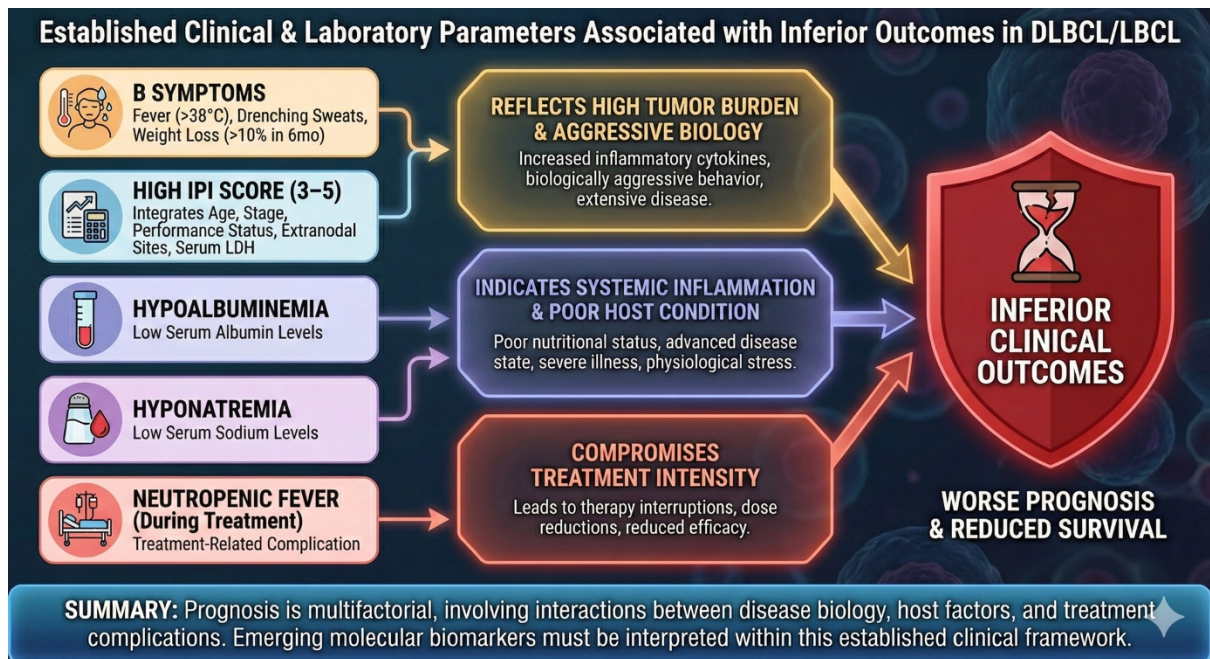 Established Clinical & Laboratory Parameters Associated with Inferior Outcomes in DLBCL/LBCL
B SYMPTOMS
Fever (>38°C), Drenching Sweats,
Weight Loss (>10% in 6mo)
HIGH IPI SCORE (3–5)
Integrates Age, Stage,
Performance Status, Extranodal
Sites, Serum LDH
HYPOALBUMINEMIA
Low Serum Albumin Levels
HYPONATREMIA
Low Serum Sodium Levels
NEUTROPENIC FEVER
(During Treatment)
Treatment-Related Complication
REFLECTS HIGH TUMOR BURDEN
& AGGRESSIVE BIOLOGY
Increased inflammatory cytokines,
biologically aggressive behavior,
extensive disease.
INDICATES SYSTEMIC INFLAMMATION
& POOR HOST CONDITION
Poor nutritional status, advanced disease
state, severe illness, physiological stress.
COMPROMISES
TREATMENT INTENSITY
Leads to therapy interruptions, dose
reductions, reduced efficacy.
INFERIOR
CLINICAL
OUTCOMES
WORSE PROGNOSIS
& REDUCED SURVIVAL
SUMMARY: Prognosis is multifactorial, involving interactions between disease biology, host factors, and treatment
complications. Emerging molecular biomarkers must be interpreted within this established clinical framework.